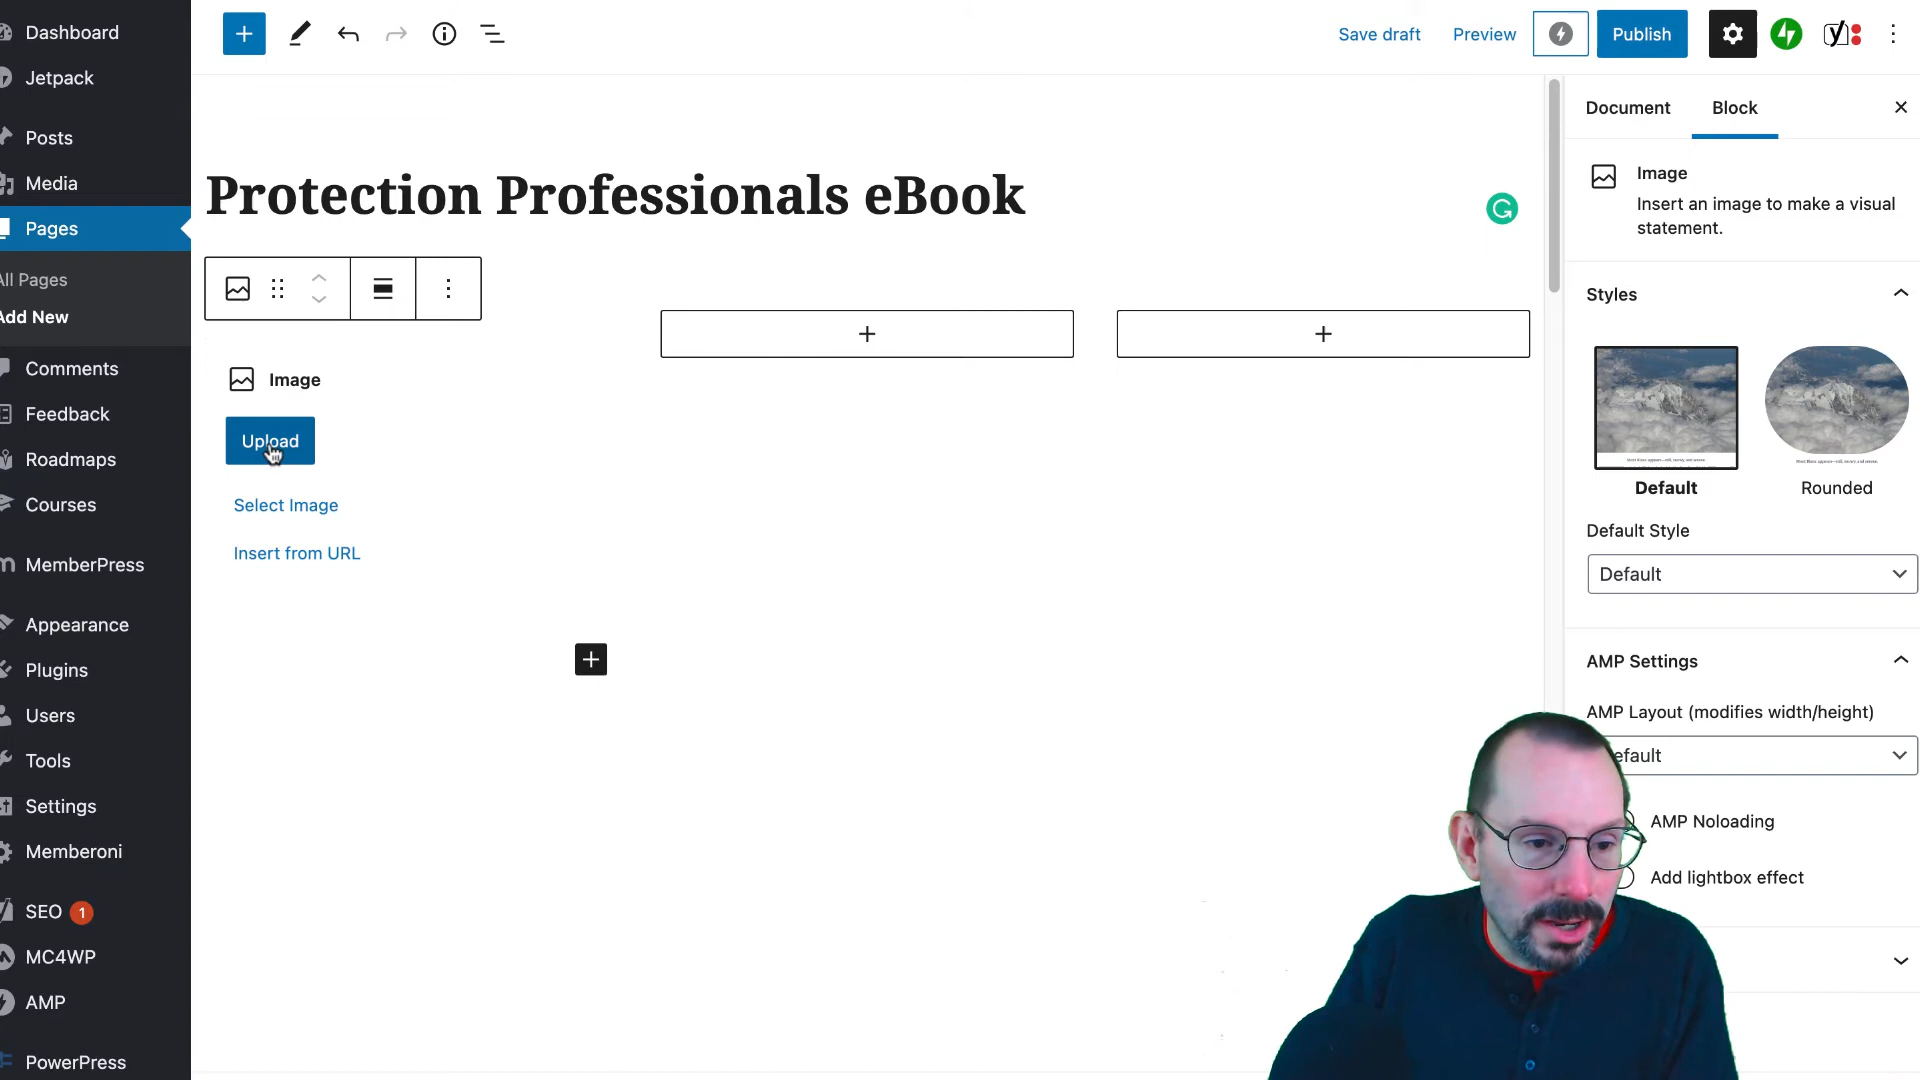 Dashboard
Jetpack
Posts
Media
Pages
All Pages
Add New
Comments
Feedback
Roadmaps
Courses
MemberPress
Appearance
Plugins
Users
Tools
Settings
Memberoni
SEO 1
MC4WP
AMP
PowerPress
Save draft
Preview
Publish
Protection Professionals eBook
Image
Upload
Select Image
Insert from URL
Document
Block
Image
Insert an image to make a visual
statement.
Styles
Default
Rounded
Default Style
Default
AMP Settings
AMP Layout (modifies width/height)
efault
AMP Noloading
Add lightbox effect